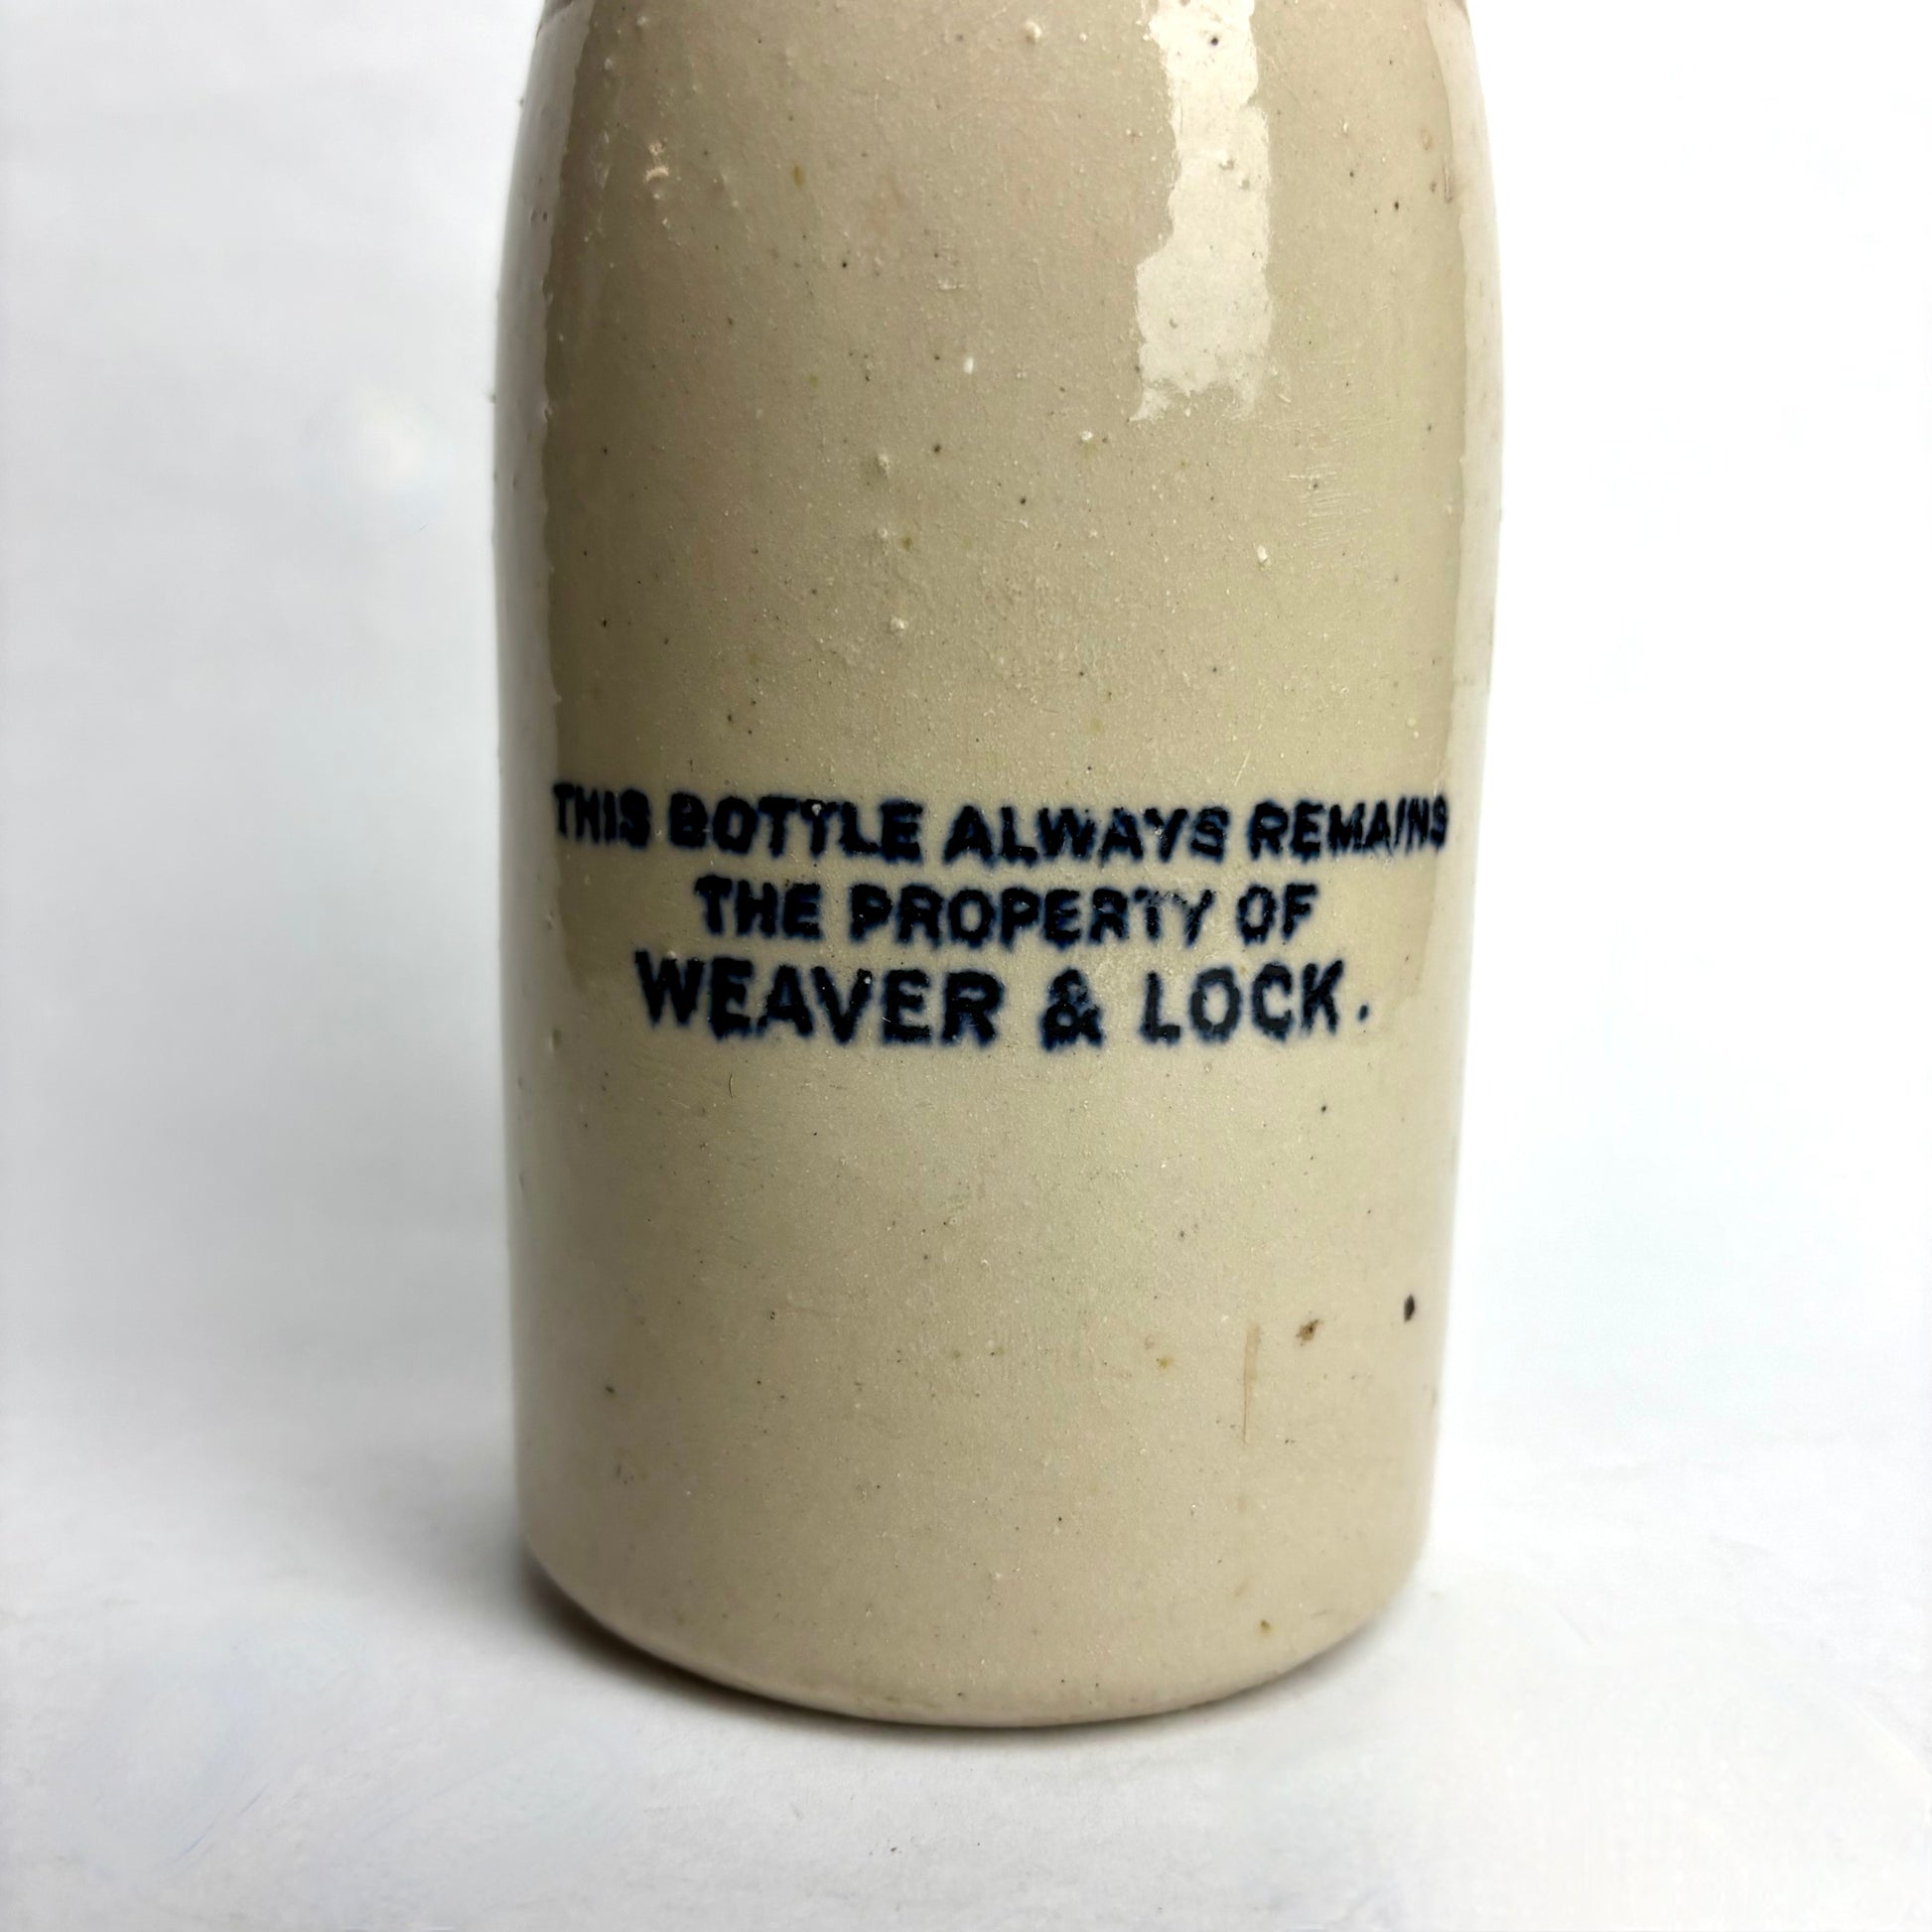 THIS BOTTLE ALWAYS REMAINS
THE PROPERTY OF
WEAVER & LOCK.